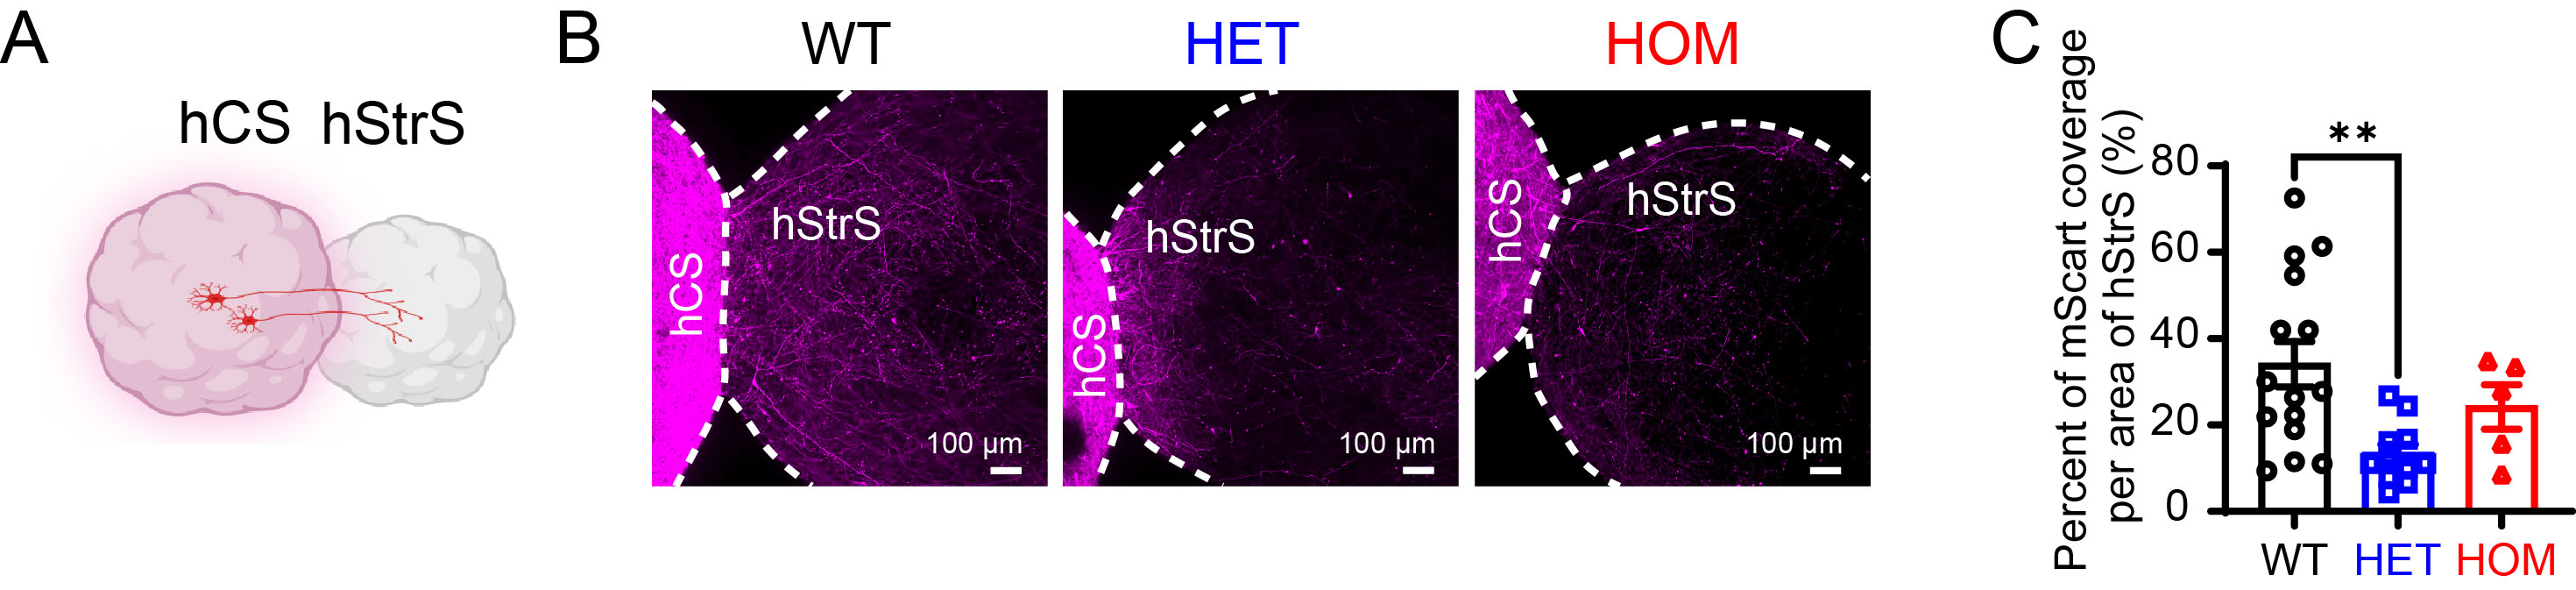 A
hCS hStrS
B
WT
HET
HOM
hCS
hStrS
100 μm
hCS
hStrS
100 μm
hCS
hStrS
100 μm
C
Percent of mScart coverage
per area of hStrS (%)
**
80
60
40
20
0
WT HET HOM